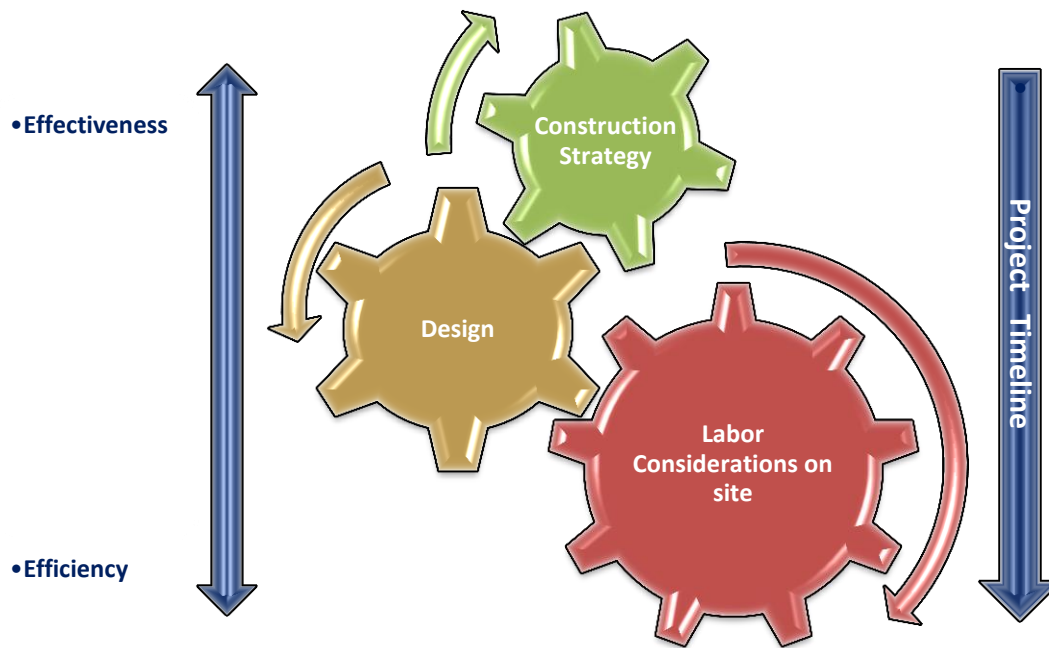 •Effectiveness
Construction
Strategy
Design
Labor
Considerations on
site
•Efficiency
Project Timeline